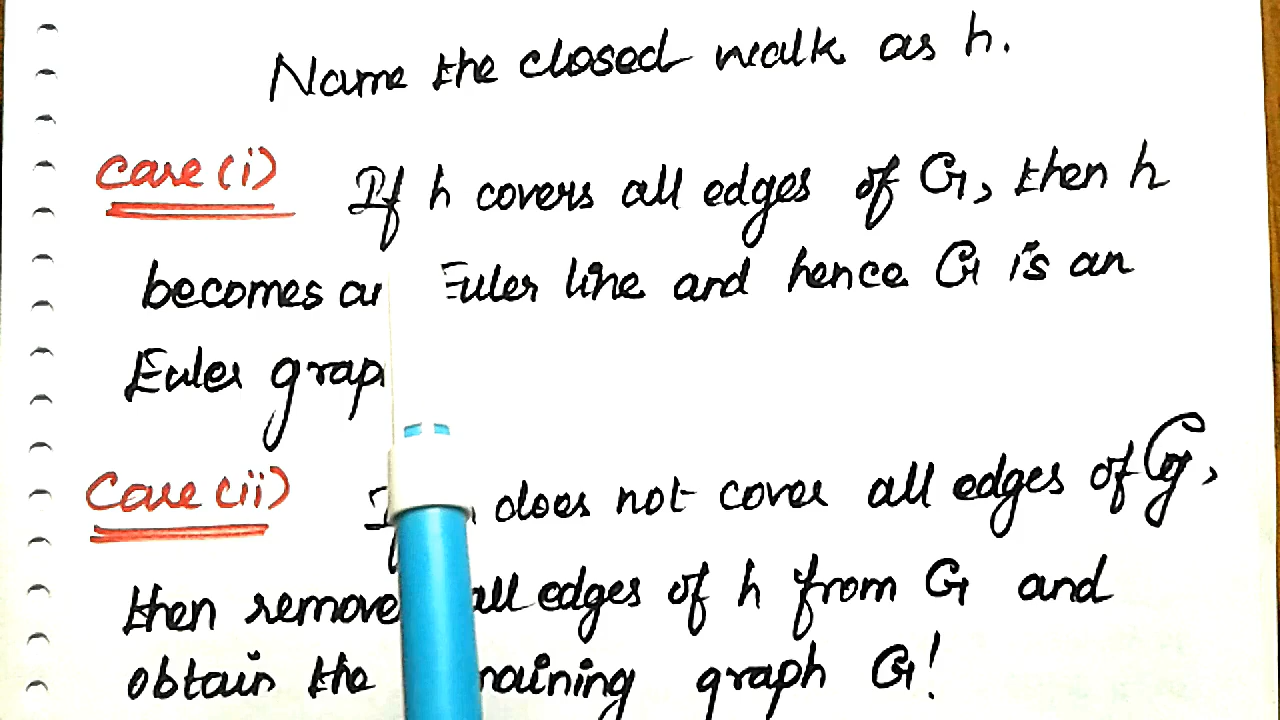 Name the closed walk as h.
Case (i) If h covers all edges of G, then h
becomes an Euler line and hence G is an
Euler graph
Case (ii) does not cover all edges of G,
then remove all edges of h from G and
obtain the remaining graph G!